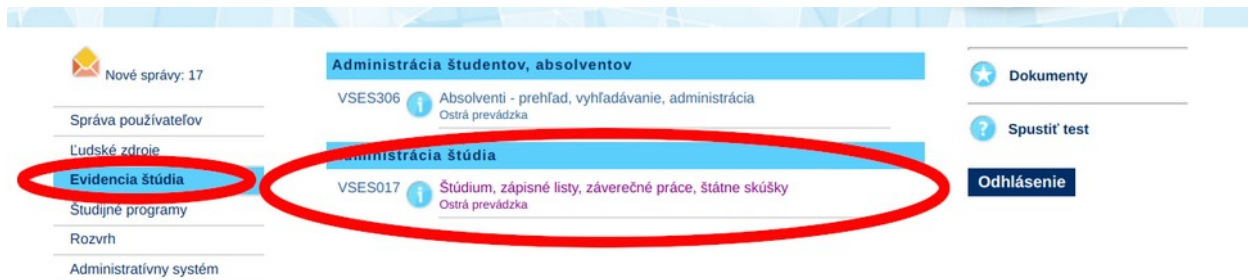 Nové správy: 17
Správa používateľov
Ľudské zdroje
Evidencia štúdia
Študijné programy
Rozvrh
Administratívny systém
Administrácia študentov, absolventov
VSES306 Absolventi - prehľad, vyhľadávanie, administrácia
Ostrá prevádzka
Administrácia štúdia
VSES017 Štúdium, zápisné listy, záverečné práce, štátne skúšky
Ostrá prevádzka
Dokumenty
Spustiť test
Odhlásenie